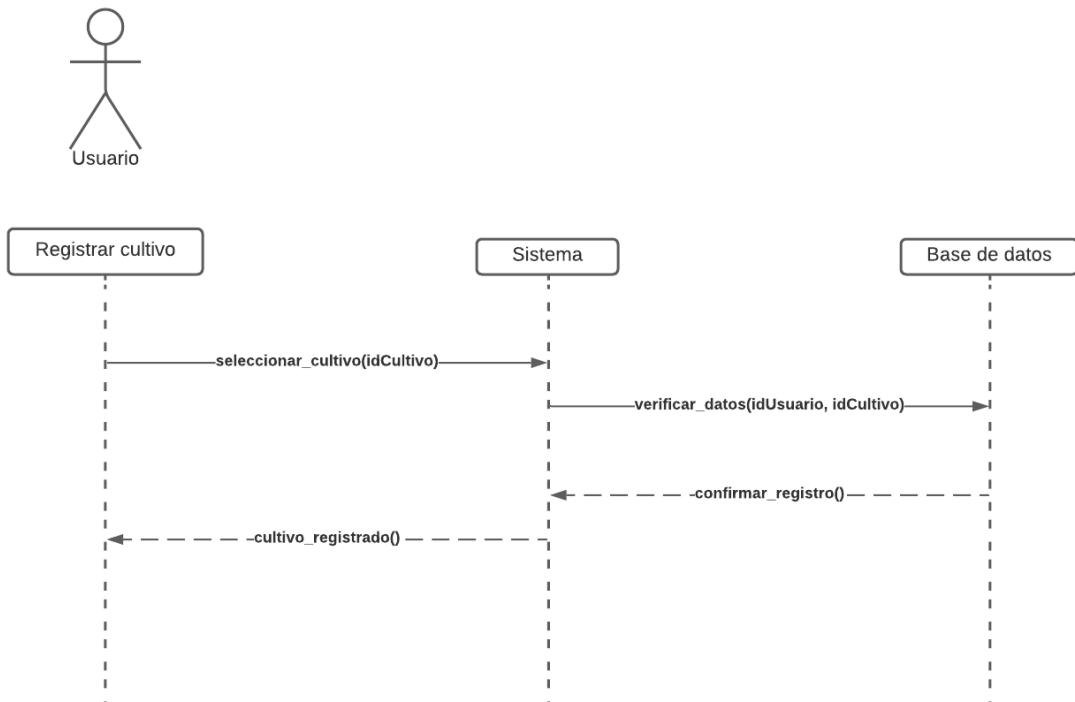 Usuario
Registrar cultivo
Sistema
Base de datos
seleccionar_cultivo(idCultivo)
verificar_datos(idUsuario, idCultivo)
confirmar_registro()
cultivo_registrado()